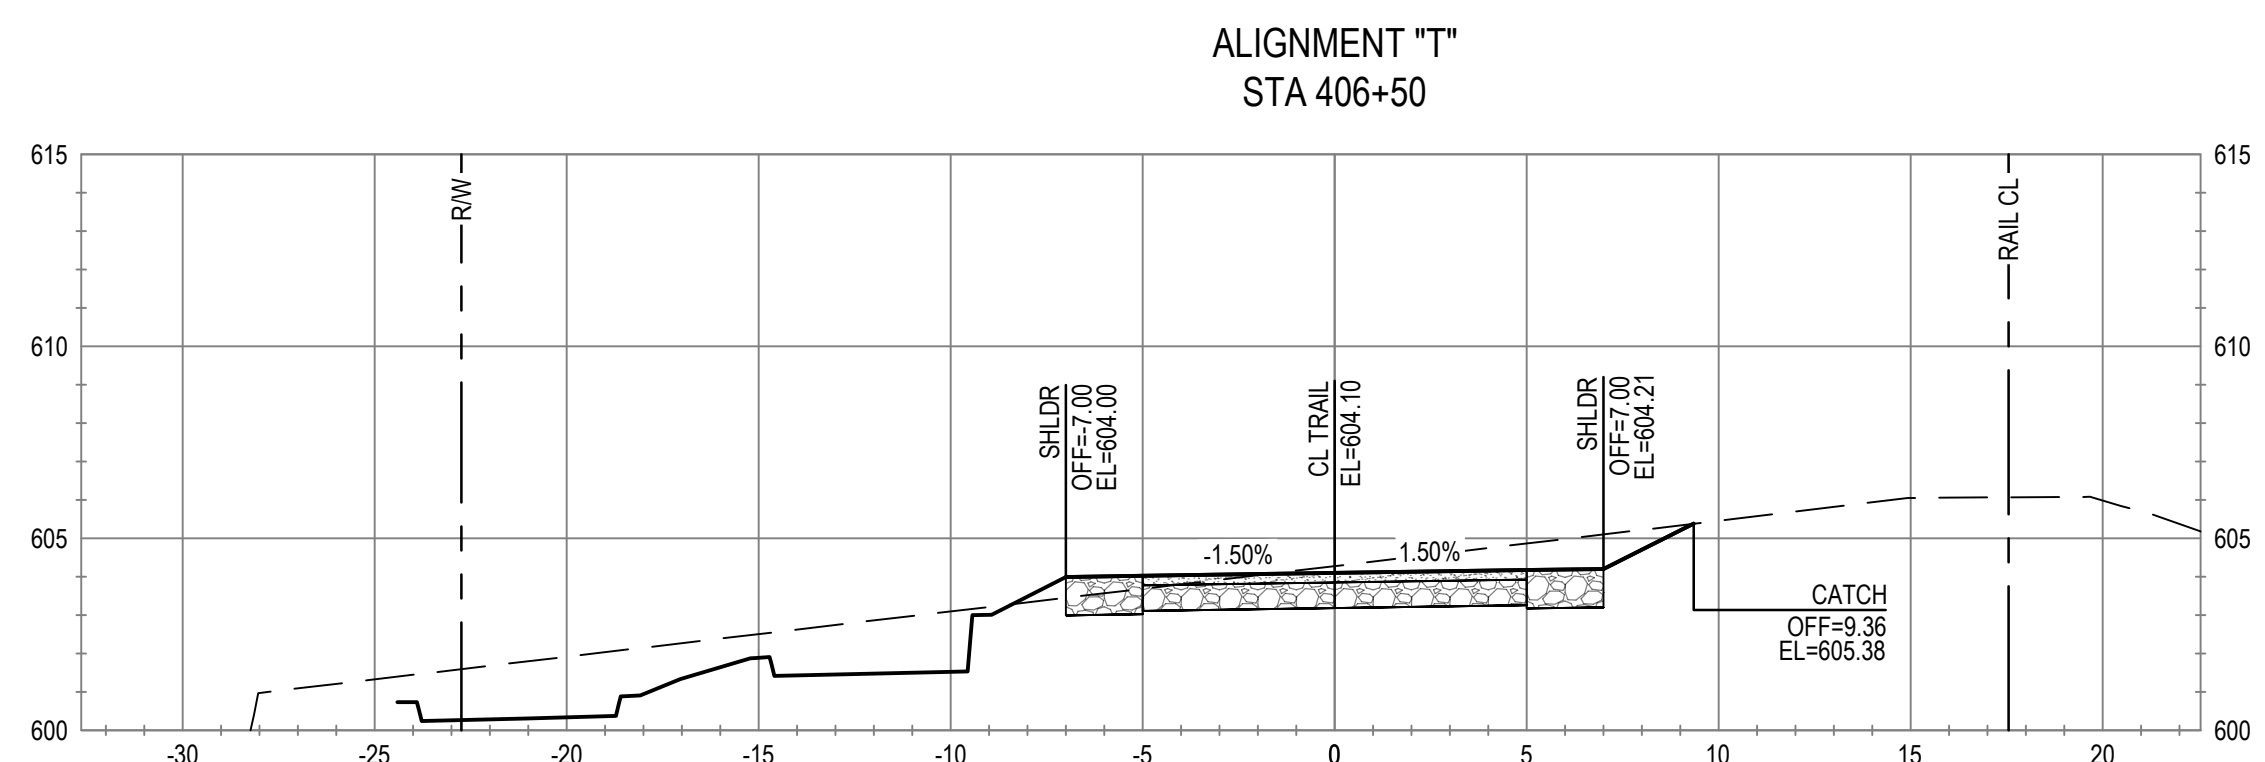 ALIGNMENT "T"
STA 406+50
615
615
R/W
RAIL CL
610
610
SHLDR
OFF=-7.00
EL=604.00
CL TRAIL
EL=604.10
SHLDR
OFF=7.00
EL=604.21
605
-1.50%
1.50%
605
CATCH
OFF=9.36
EL=605.38
600
600
-30
-25
-20
-15
-10
-5
0
5
10
15
20